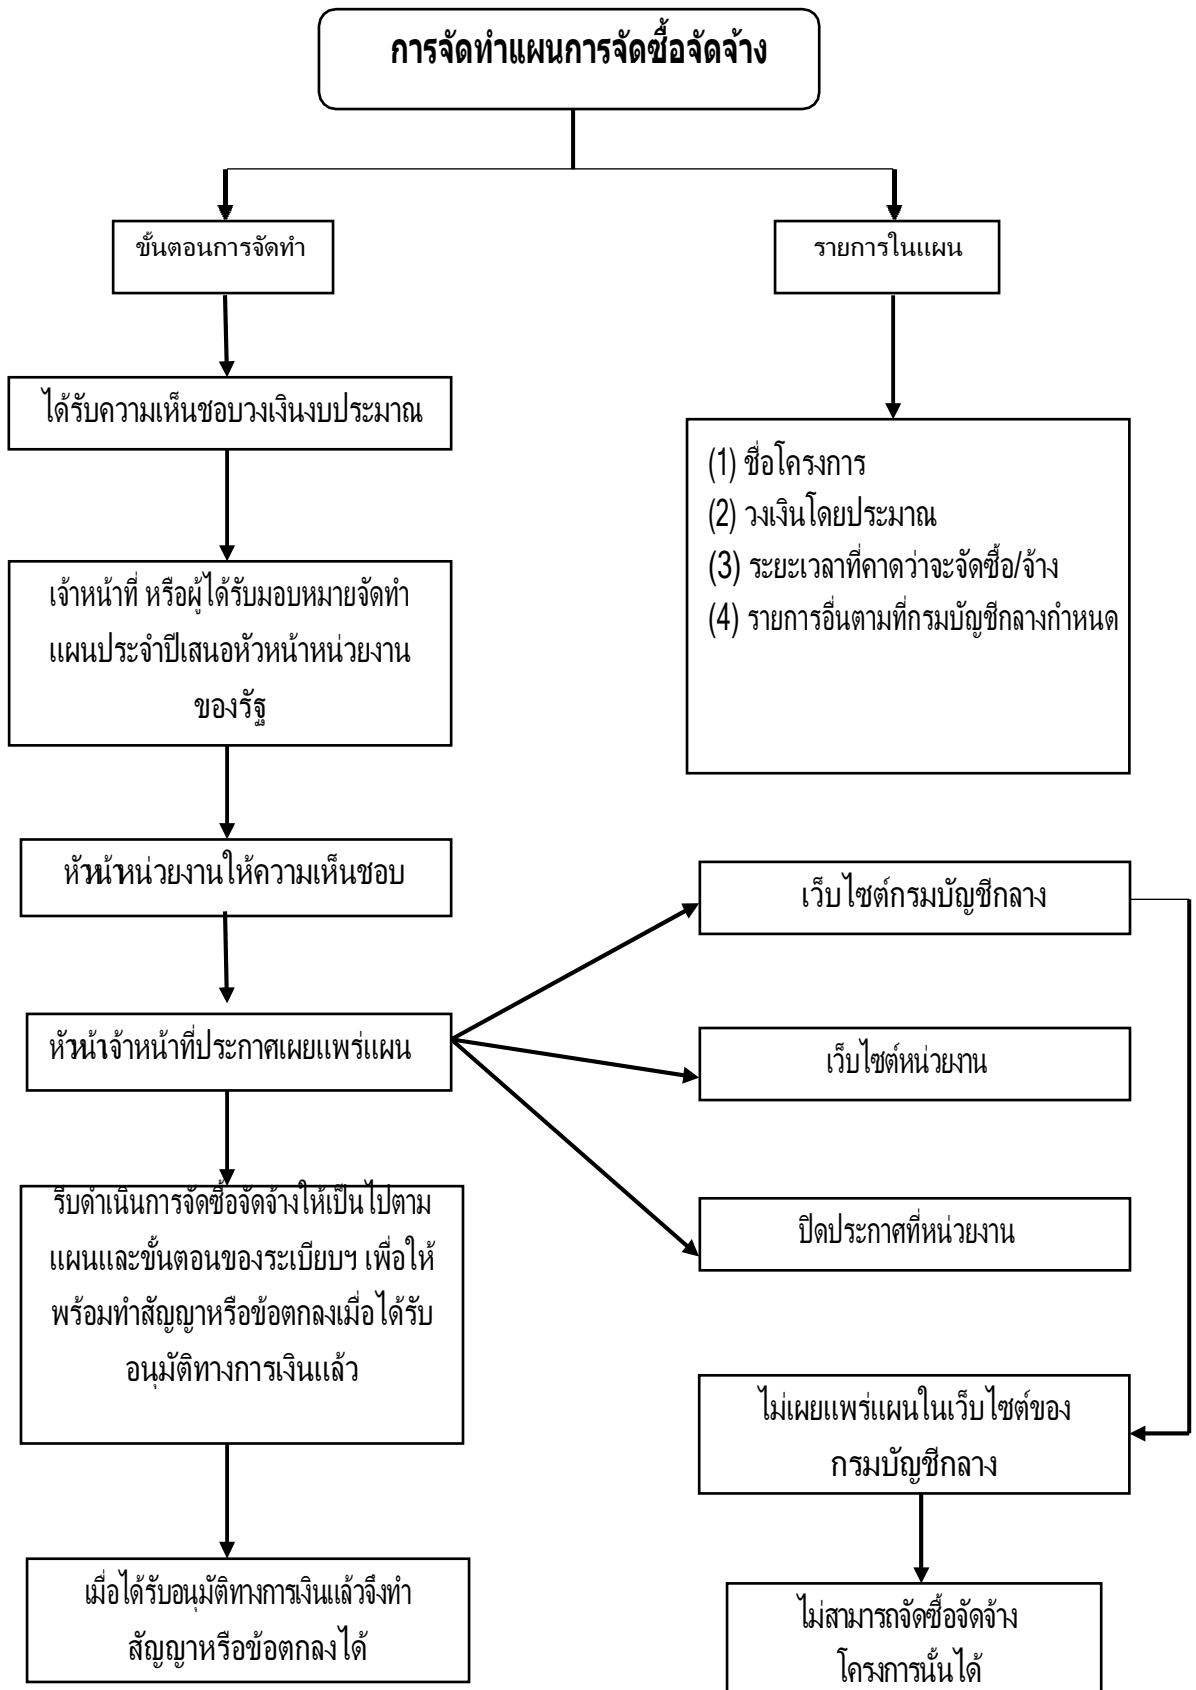 การจัดทำแผนการจัดซื้อจัดจ้าง
ขั้นตอนการจัดทำ
รายการในแผน
ได้รับความเห็นชอบวงเงินงบประมาณ
(1) ชื่อโครงการ
(2) วงเงินโดยประมาณ
(3) ระยะเวลาที่คาดว่าจะจัดซื้อ/จ้าง
(4) รายการอื่นตามที่กรมบัญชีกลางกำหนด
เจ้าหน้าที่ หรือผู้ได้รับมอบหมายจัดทำ
แผนประจำปีเสนอหัวหน้าหน่วยงาน
ของรัฐ
หัวหน้าหน่วยงานให้ความเห็นชอบ
หัวหน้าเจ้าหน้าที่ประกาศเผยแพร่แผน
เว็บไซต์กรมบัญชีกลาง
เว็บไซต์หน่วยงาน
ปิดประกาศที่หน่วยงาน
รีบดำเนินการจัดซื้อจัดจ้างให้เป็นไปตาม
แผนและขั้นตอนของระเบียบฯ เพื่อให้
พร้อมทำสัญญาหรือข้อตกลงเมื่อได้รับ
อนุมัติทางการเงินแล้ว
ไม่เผยแพร่แผนในเว็บไซต์ของ
กรมบัญชีกลาง
เมื่อได้รับอนุมัติทางการเงินแล้วจึงทำ
สัญญาหรือข้อตกลงได้
ไม่สามารถจัดซื้อจัดจ้าง
โครงการนั้นได้